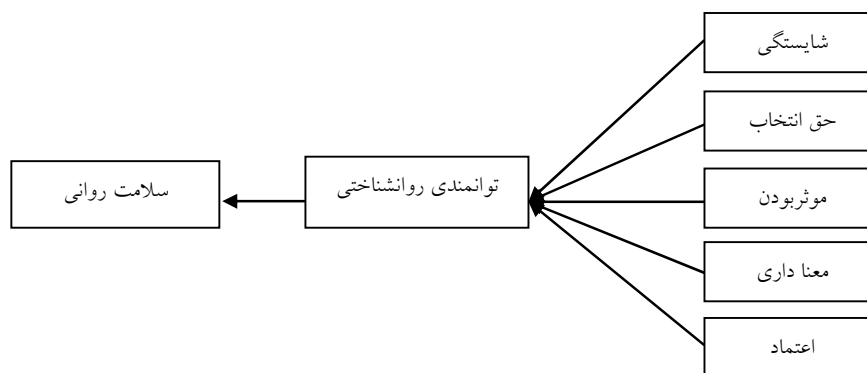 شایستگی
حق انتخاب
موثربودن
معنا داری
اعتماد
توانمندی روانشناختی
سلامت روانی